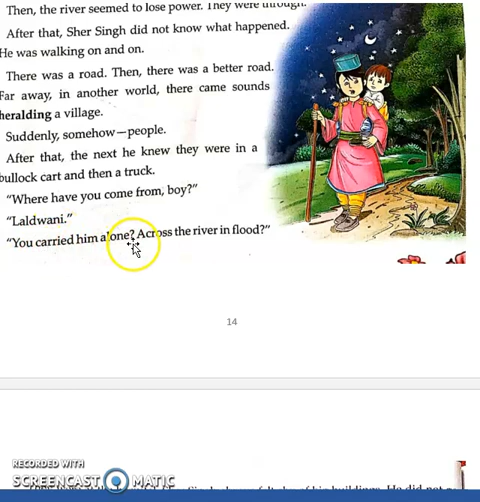 Then, the river seemed to lose power. They were through.
After that, Sher Singh did not know what happened.
He was walking on and on.
There was a road. Then, there was a better road.
Far away, in another world, there came sounds
heralding a village.
Suddenly, somehow—people.
After that, the next he knew they were in a
bullock cart and then a truck.
"Where have you come from, boy?"
"Laldwani."
"You carried him alone? Across the river in flood?"
14
RECORDED WITH
SCREENCAST MATIC